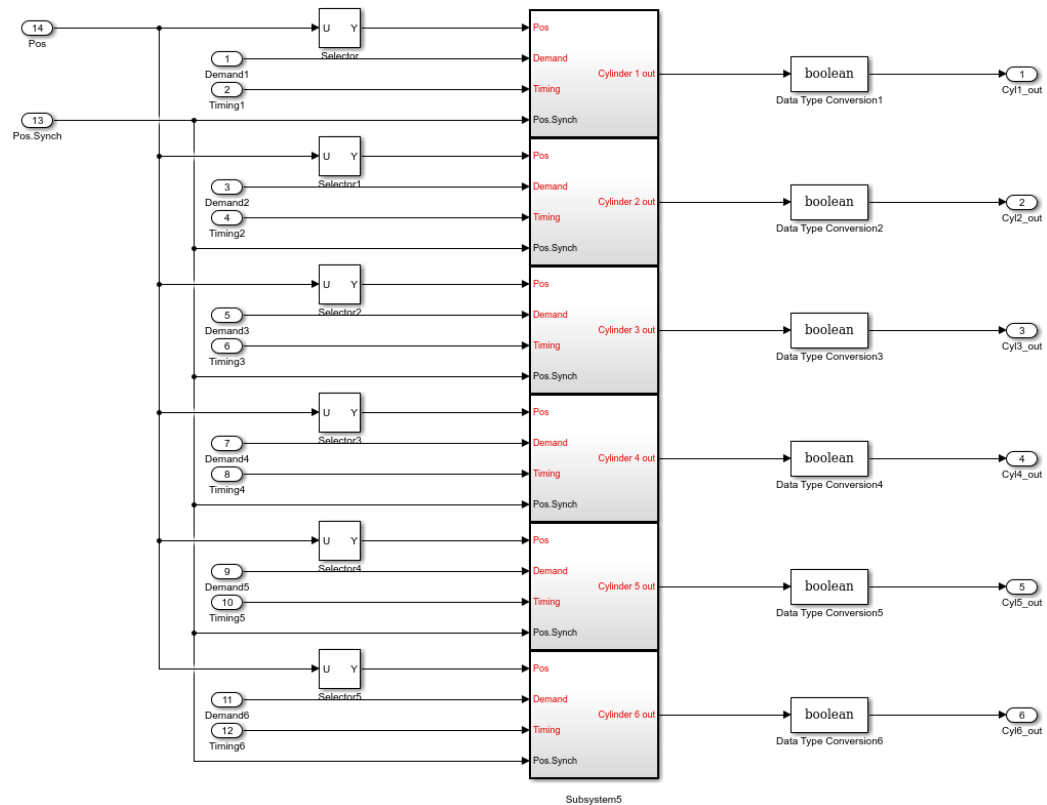 14
Pos
U Y
Selector
Pos
1
Demand1
Demand
Cylinder 1 out
boolean
Data Type Conversion1
1
Cyl1_out
2
Timing1
Timing
13
Pos.Synch
Pos.Synch
U Y
Selector1
Pos
3
Demand2
Demand
Cylinder 2 out
boolean
Data Type Conversion2
2
Cyl2_out
4
Timing2
Timing
Pos.Synch
U Y
Selector2
Pos
5
Demand3
Demand
Cylinder 3 out
boolean
Data Type Conversion3
3
Cyl3_out
6
Timing3
Timing
Pos.Synch
U Y
Selector3
Pos
7
Demand4
Demand
Cylinder 4 out
boolean
Data Type Conversion4
4
Cyl4_out
8
Timing4
Timing
Pos.Synch
U Y
Selector4
Pos
9
Demand5
Demand
Cylinder 5 out
boolean
Data Type Conversion5
5
Cyl5_out
10
Timing5
Timing
Pos.Synch
U Y
Selector5
Pos
11
Demand6
Demand
Cylinder 6 out
boolean
Data Type Conversion6
6
Cyl6_out
12
Timing6
Timing
Pos.Synch
Subsystem5